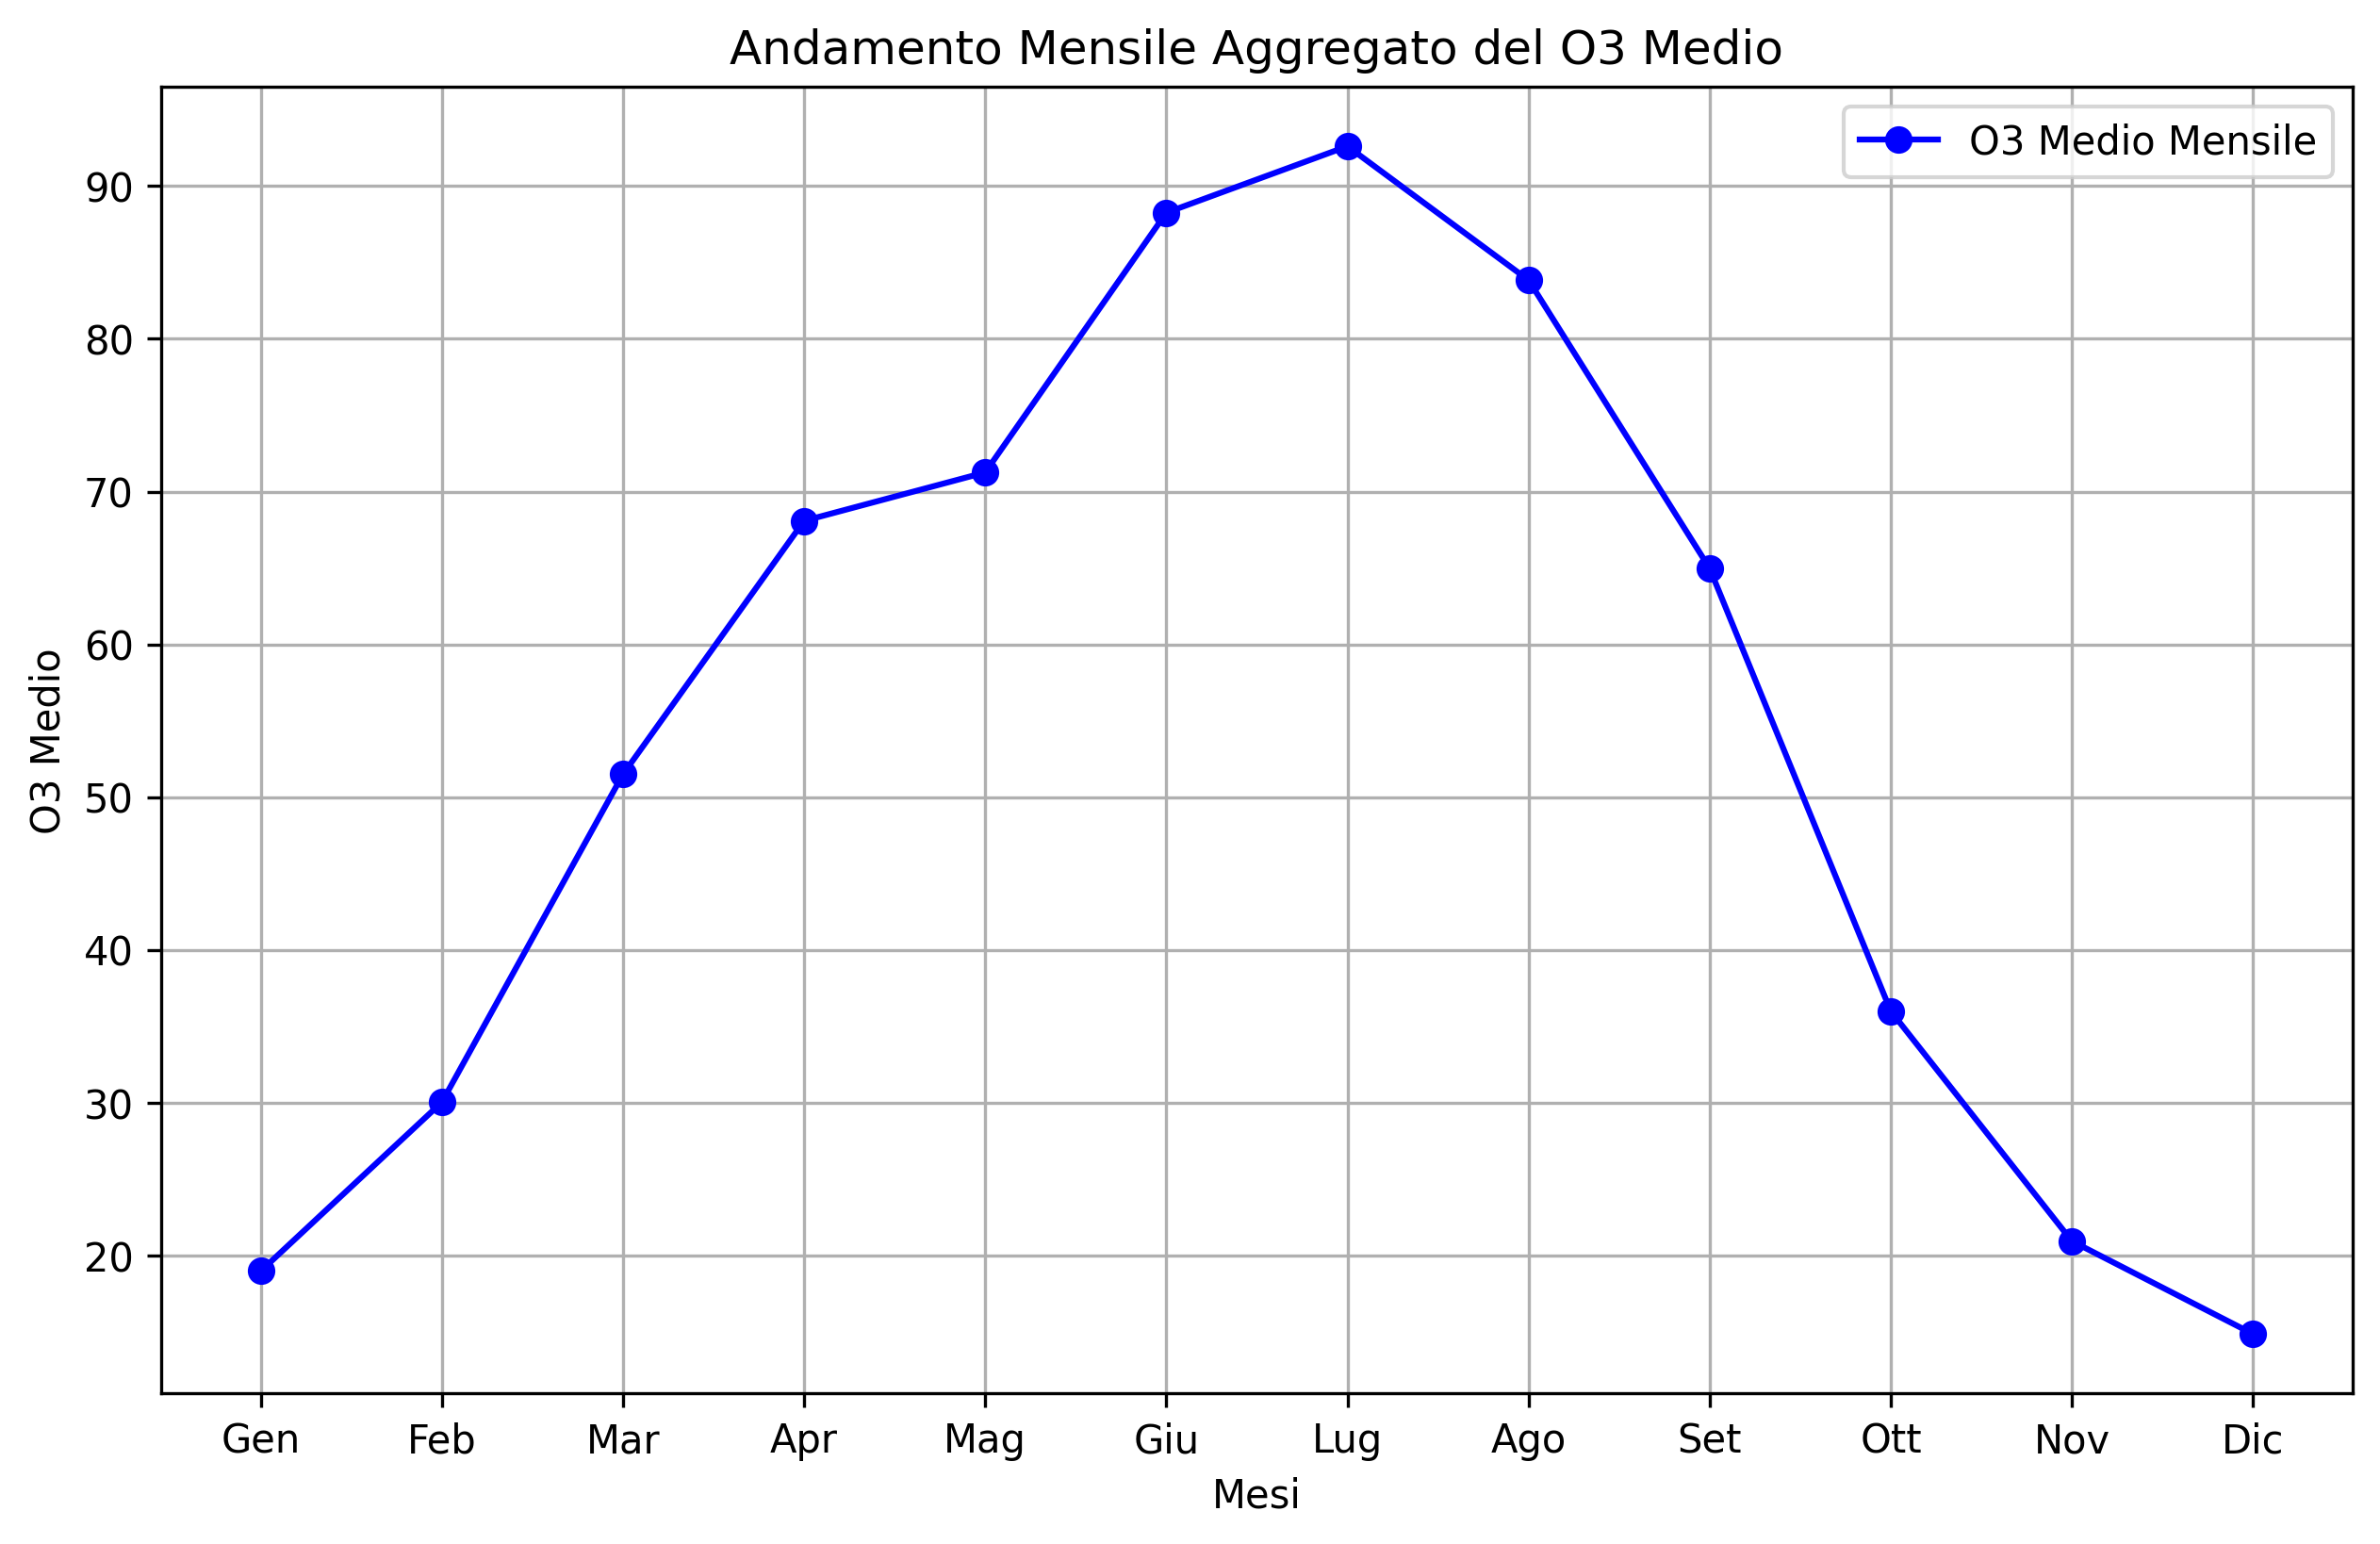 Andamento Mensile Aggregato del O3 Medio
O3 Medio Mensile
90
80
70
60
50
40
30
20
O3 Medio
Gen Feb Mar Apr Mag Giu Lug Ago Set Ott Nov Dic
Mesi